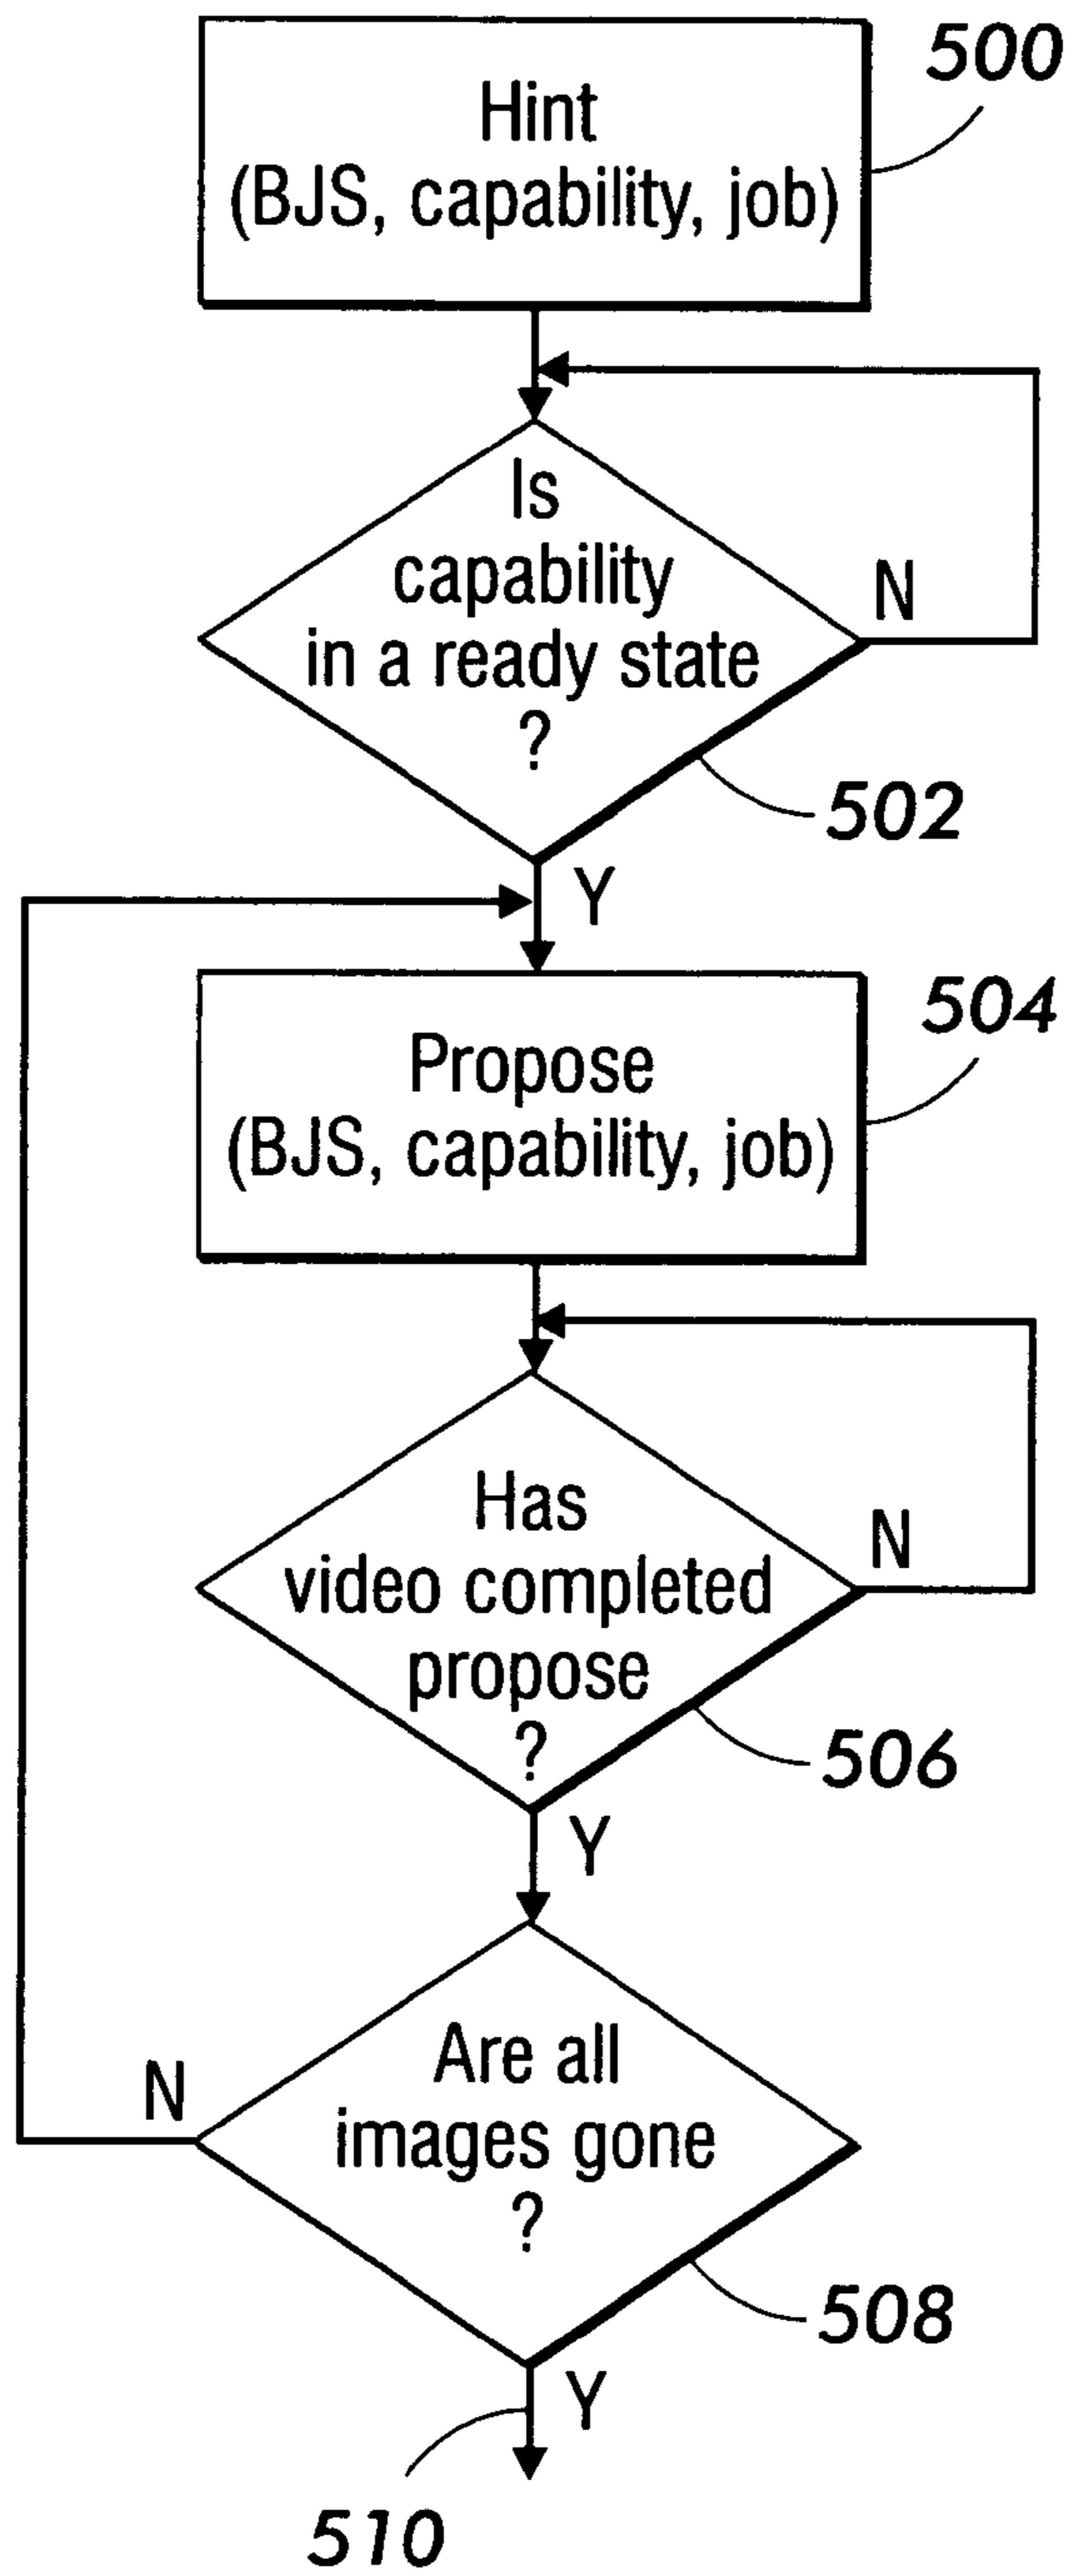 500
Hint
(BJS, capability, job)
Is
capability
in a ready state
?
N
502
Y
504
Propose
(BJS, capability, job)
Has
video completed
propose
?
N
506
Y
Are all
images gone
?
N
508
Y
510